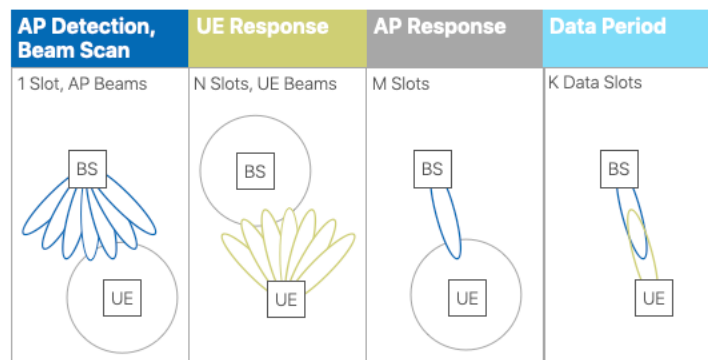 AP Detection,
Beam Scan
UE Response
AP Response
Data Period
1 Slot, AP Beams
N Slots, UE Beams
M Slots
K Data Slots
BS
BS
BS
BS
UE
UE
UE
UE